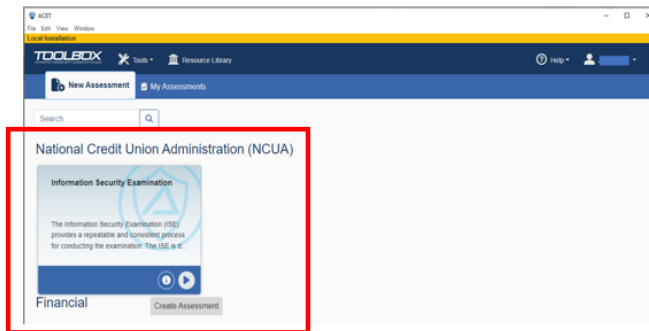 ACET
File Edit View Window
Local Installation
TOOLBOX Tools Resource Library Help
New Assessment My Assessments
Search
National Credit Union Administration (NCUA)
Information Security Examination
The Information Security Examination (ISE)
provides a repeatable and consistent process
for conducting the examination. The ISE is d...
Financial
Create Assessment